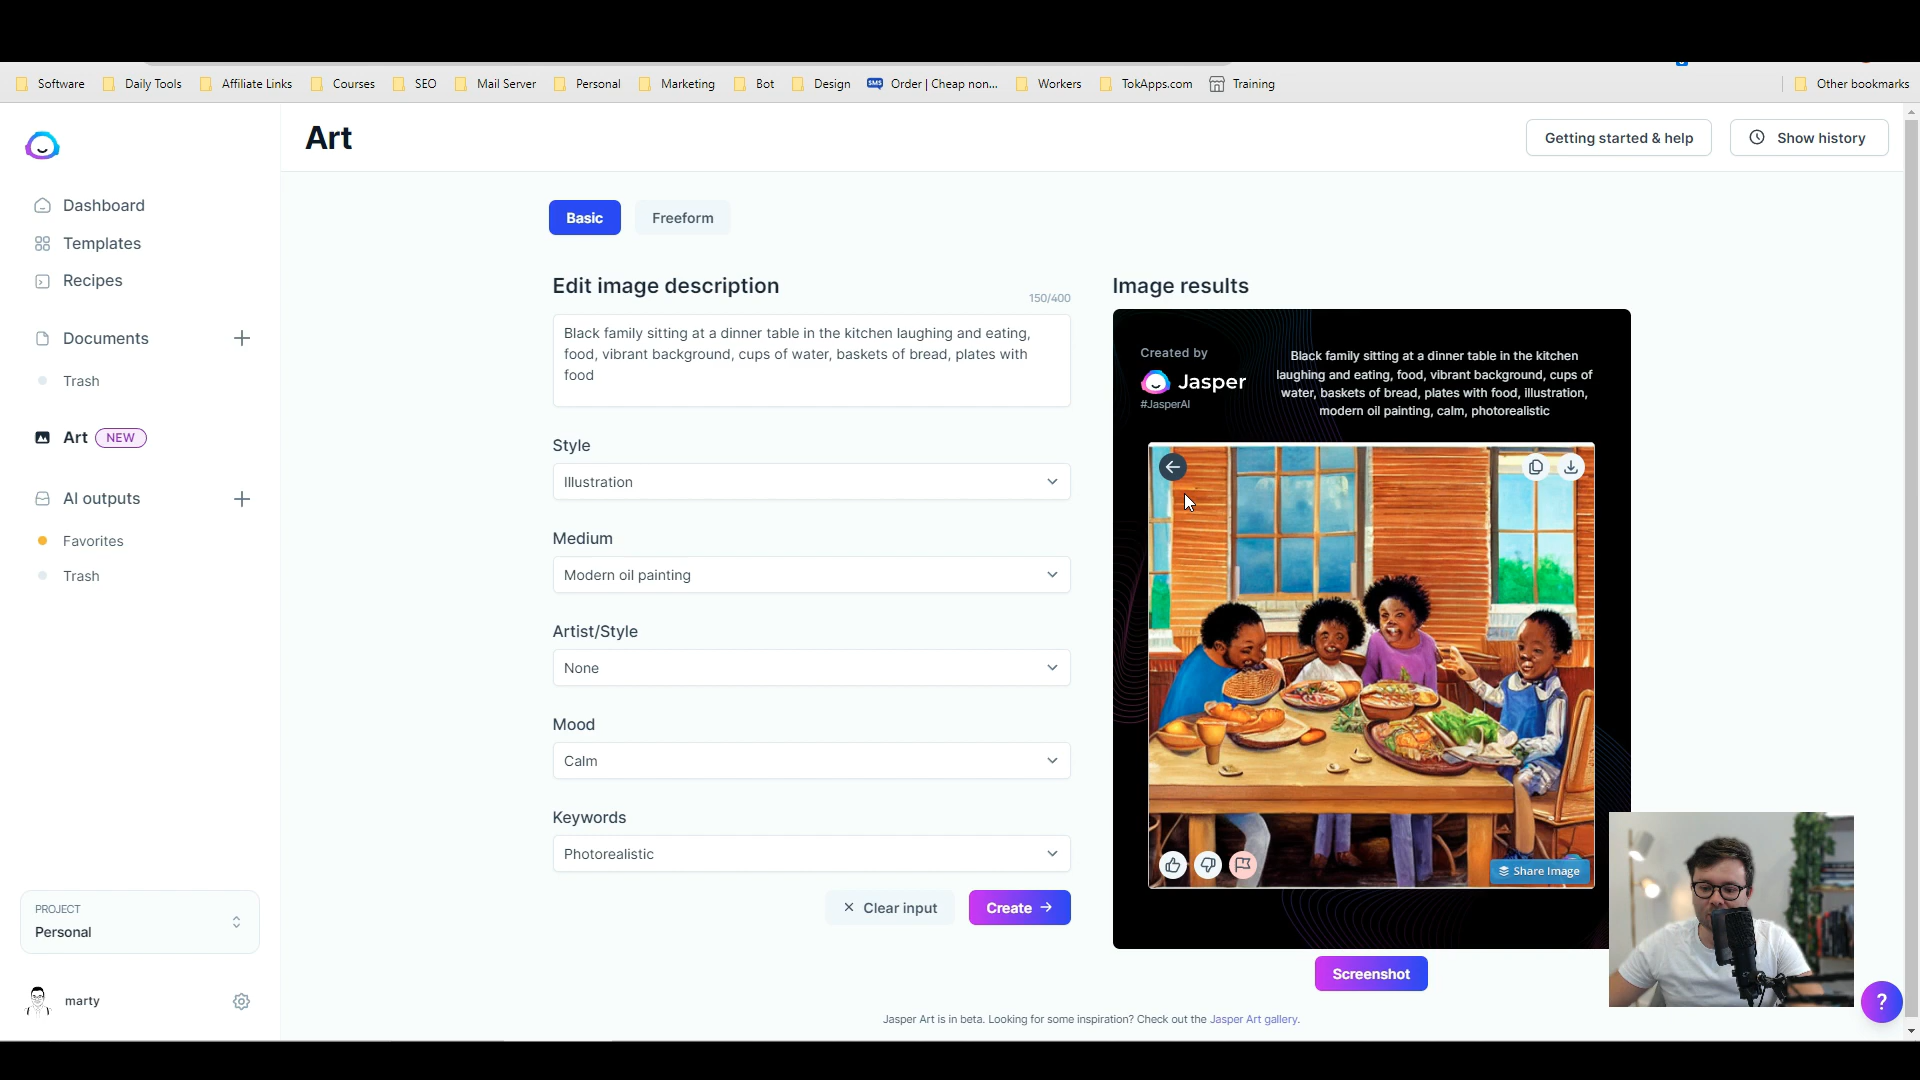 Software Daily Tools Affiliate Links Courses SEO Mail Server Personal Marketing Bot Design SMS Order | Cheap non... Workers TokApps.com Training Other bookmarks
Art
Getting started & help
Show history
Dashboard
Templates
Recipes
Documents
Trash
Art NEW
AI outputs
Favorites
Trash
PROJECT
Personal
marty
Basic Freeform
Edit image description
150/400
Black family sitting at a dinner table in the kitchen laughing and eating,
food, vibrant background, cups of water, baskets of bread, plates with
food
Style
Illustration
Medium
Modern oil painting
Artist/Style
None
Mood
Calm
Keywords
Photorealistic
Clear input
Create
Image results
Created by
Jasper
#JasperAI
Black family sitting at a dinner table in the kitchen
laughing and eating, food, vibrant background, cups of
water, baskets of bread, plates with food, illustration,
modern oil painting, calm, photorealistic
Share Image
Screenshot
?
Jasper Art is in beta. Looking for some inspiration? Check out the Jasper Art gallery.